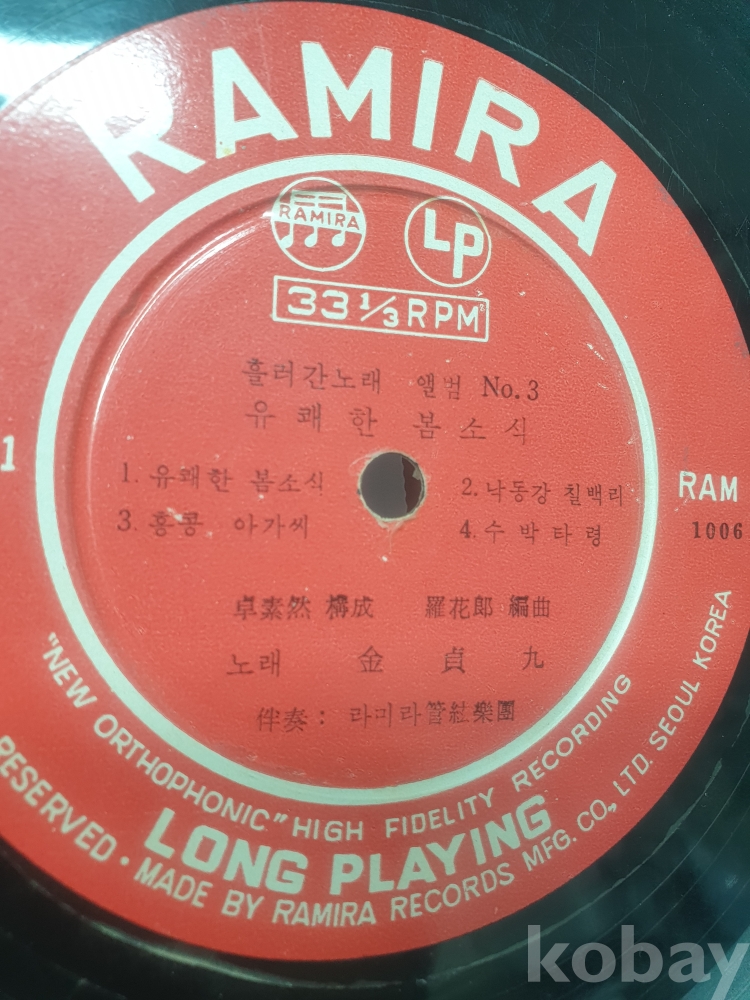 RAMIRA
RAMIRA
LP
33⅓RPM
흘러간노래 앨범 No.3
유쾌한 봄소식
1. 유쾌한 봄소식 2. 낙동강 칠백리
3. 홍콩 아가씨 4. 수박타령
1
RAM
1006
卓素然 構成 羅花郎 編曲
노래 金貞九
伴奏: 라미라管絃樂團
"NEW ORTHOPHONIC" HIGH FIDELITY RECORDING
LONG PLAYING
RESERVED · MADE BY RAMIRA RECORDS MFG. CO., LTD. SEOUL KOREA
kobay